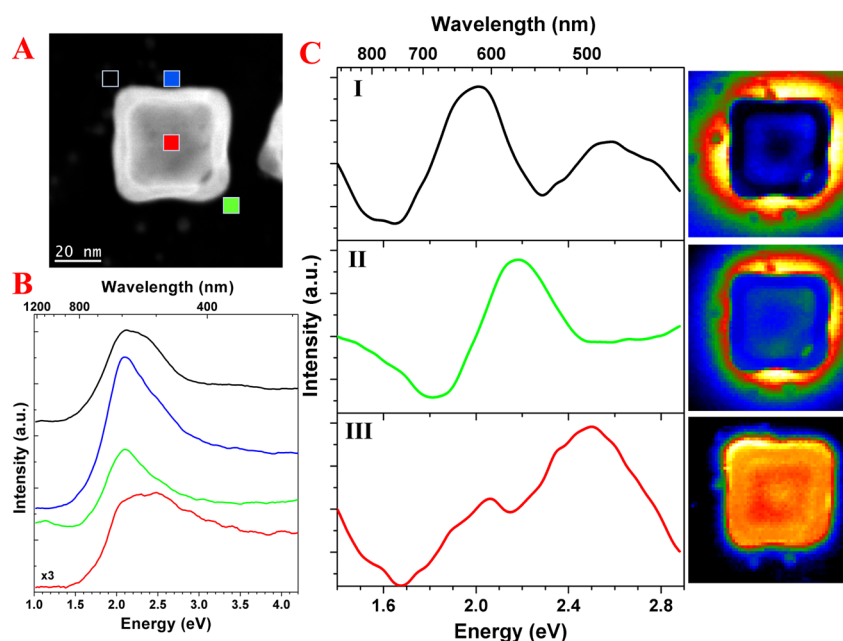 A
20 nm
B
Wavelength (nm)
1200 800 400
Intensity (a.u.)
x3
1.0 1.5 2.0 2.5 3.0 3.5 4.0
Energy (eV)
C
Wavelength (nm)
800 700 600 500
I
II
III
Intensity (a.u.)
1.6 2.0 2.4 2.8
Energy (eV)